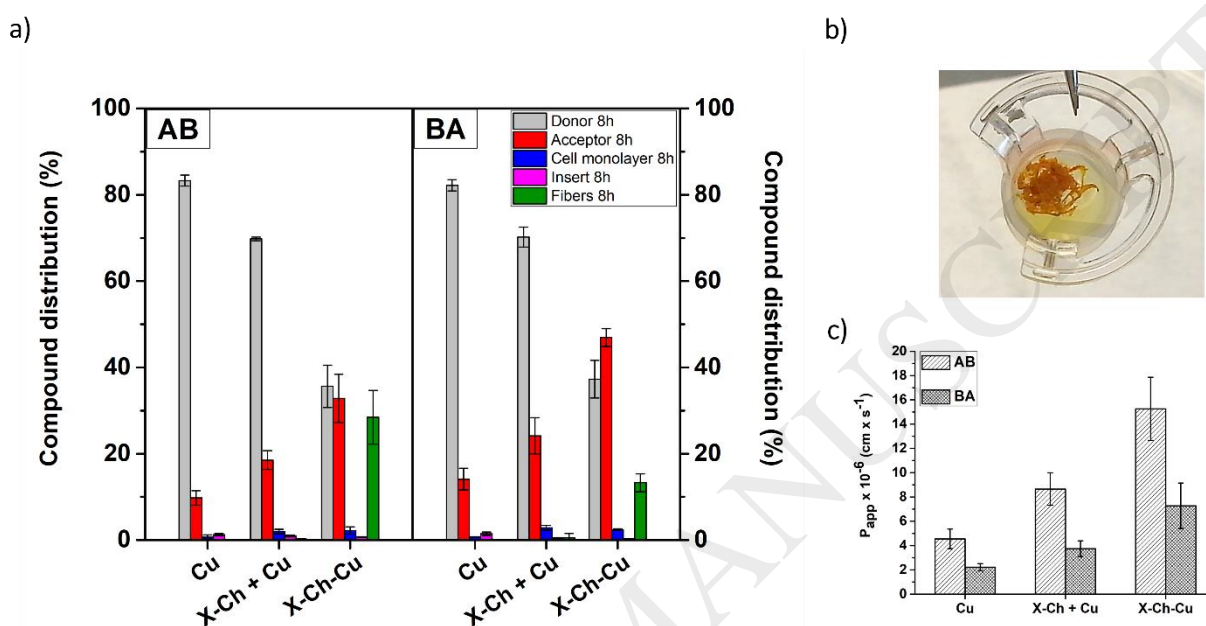 a)
100
80
60
40
20
0
Compound distribution (%)
AB
BA
Donor 8h
Acceptor 8h
Cell monolayer 8h
Insert 8h
Fibers 8h
100
80
60
40
20
0
Compound distribution (%)
Cu
X-Ch + Cu
X-Ch-Cu
Cu
X-Ch + Cu
X-Ch-Cu
b)
c)
20
18
16
14
12
10
8
6
4
2
0
P_app x 10⁻⁶ (cm x s⁻¹)
AB
BA
Cu
X-Ch + Cu
X-Ch-Cu
MANUSCRIPT